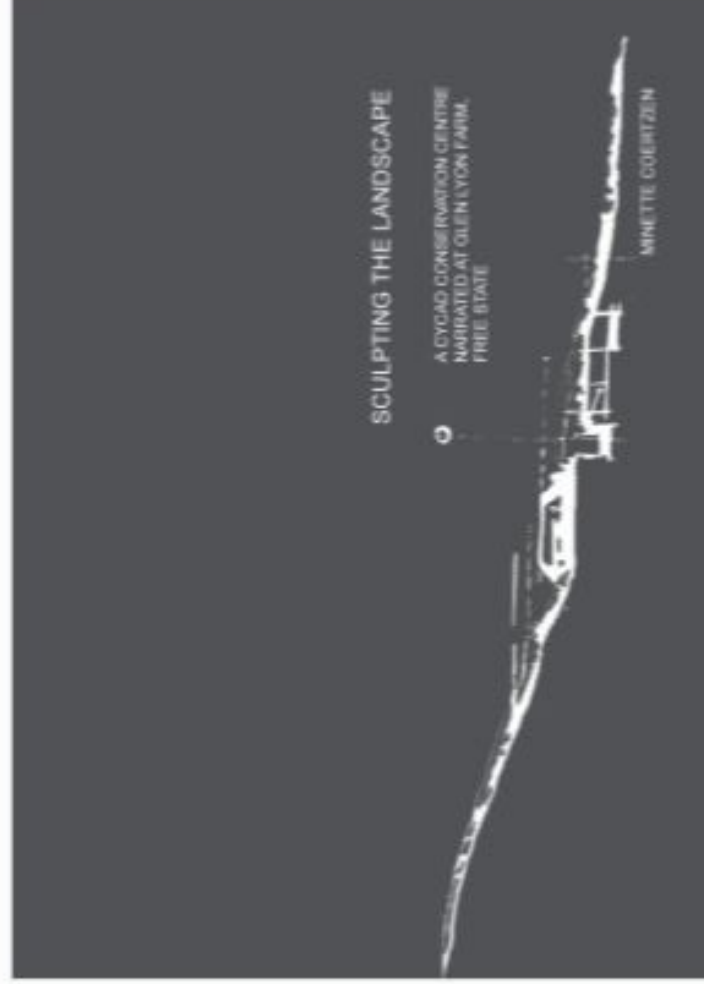 SCULPTING THE LANDSCAPE
A CYCAD CONSERVATION CENTRE
NARRATED AT GLEN LYON FARM,
FREE STATE
MINETTE COERTZEN